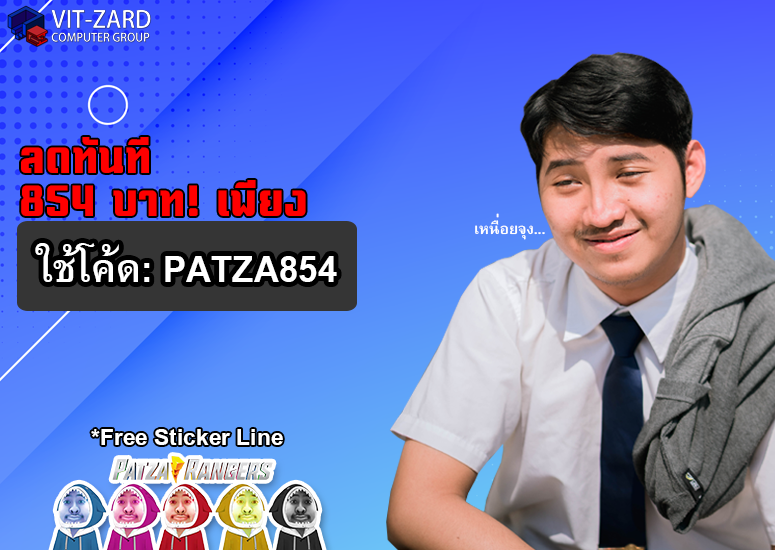 VIT-ZARD
COMPUTER GROUP
ลดทันที
854 บาท! เพียง
ใช้โค้ด: PATZA854
เหนื่อยจุง...
*Free Sticker Line
PATZA RANGERS